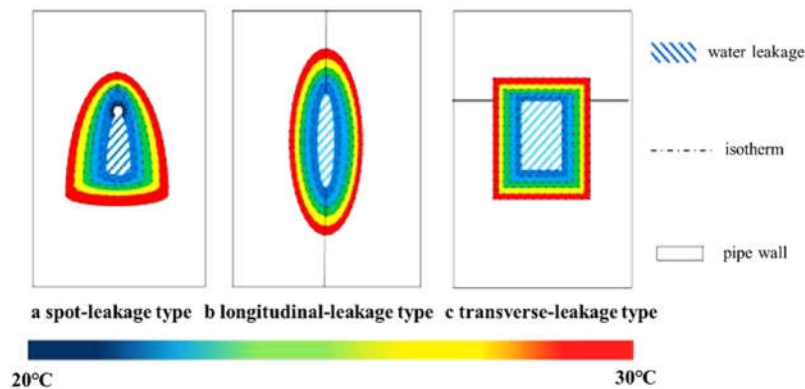 water leakage
isotherm
pipe wall
a spot-leakage type b longitudinal-leakage type c transverse-leakage type
20°C 30°C